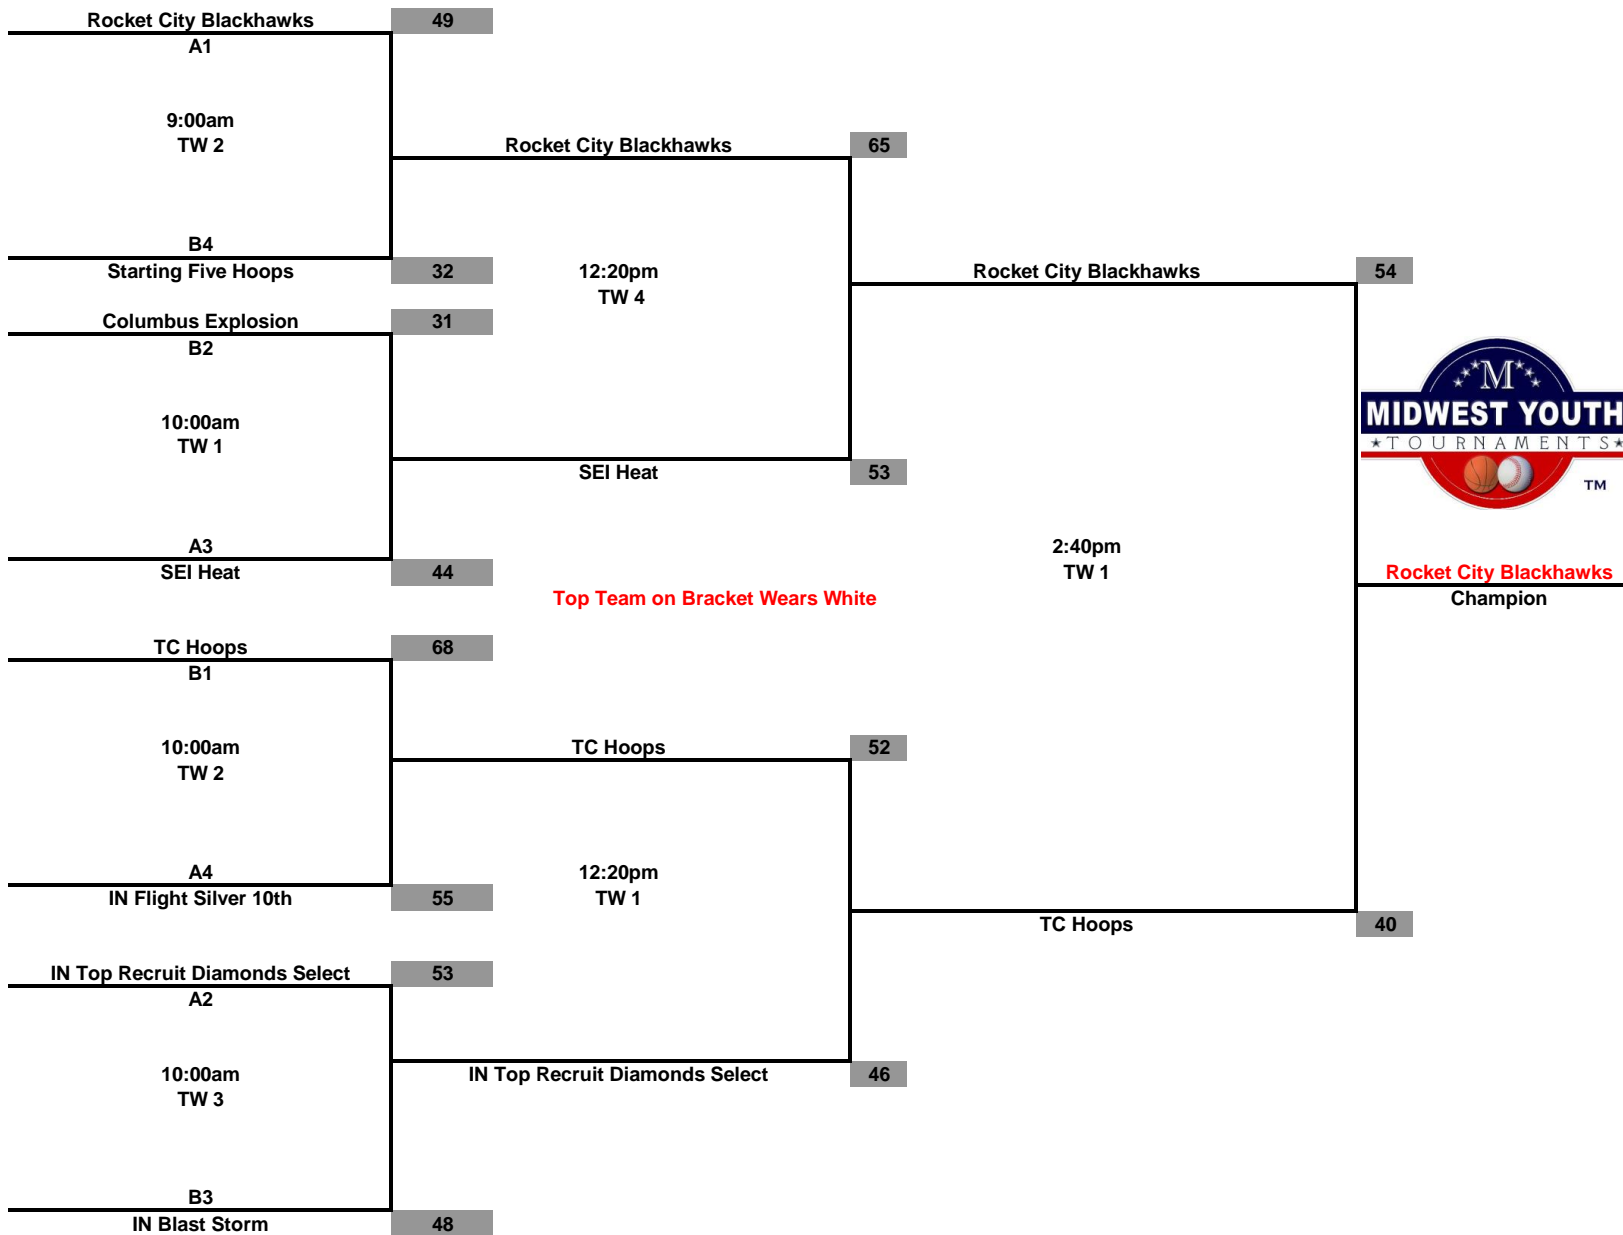 Rocket City Blackhawks 49
A1
9:00am
TW 2
Rocket City Blackhawks 65
B4
Starting Five Hoops 32 12:20pm Rocket City Blackhawks 54
TW 4
Columbus Explosion 31
B2
M
MIDWEST YOUTH
TOURNAMENTS
TM
10:00am
TW 1
SEI Heat 53
A3 2:40pm
SEI Heat 44 TW 1 Rocket City Blackhawks
Top Team on Bracket Wears White Champion
TC Hoops 68
B1
10:00am TC Hoops 52
TW 2
A4 12:20pm
IN Flight Silver 10th 55 TW 1
TC Hoops 40
IN Top Recruit Diamonds Select 53
A2
10:00am IN Top Recruit Diamonds Select 46
TW 3
B3
IN Blast Storm 48